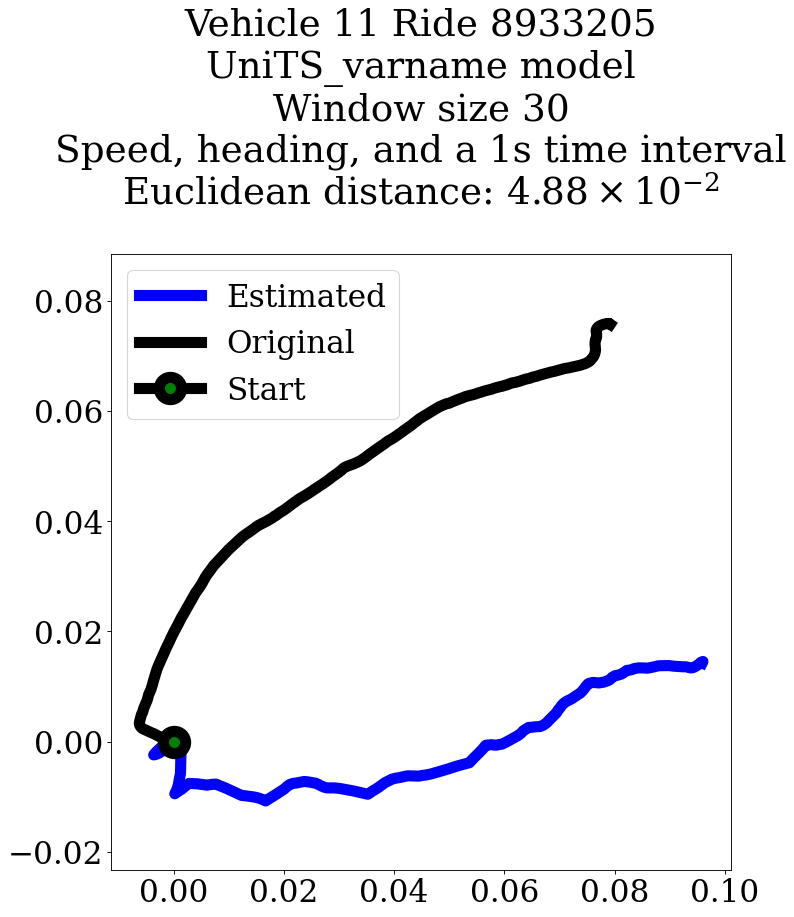 Vehicle 11 Ride 8933205
UniTS_varname model
Window size 30
Speed, heading, and a 1s time interval
Euclidean distance: 4.88 × 10⁻²
Estimated
Original
Start
0.08
0.06
0.04
0.02
0.00
−0.02
0.00 0.02 0.04 0.06 0.08 0.10